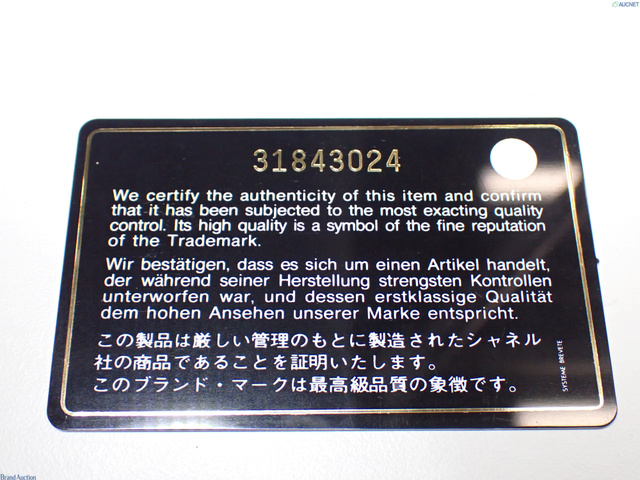 AUCNET
31843024
We certify the authenticity of this item and confirm
that it has been subjected to the most exacting quality
control. Its high quality is a symbol of the fine reputation
of the Trademark.
Wir bestätigen, dass es sich um einen Artikel handelt,
der während seiner Herstellung strengsten Kontrollen
unterworfen war, und dessen erstklassige Qualität
dem hohen Ansehen unserer Marke entspricht.
この製品は厳しい管理のもとに製造されたシャネル
社の商品であることを証明いたします。
このブランド・マークは最高級品質の象徴です。
SYSTEME BREVETE
Brand Auction